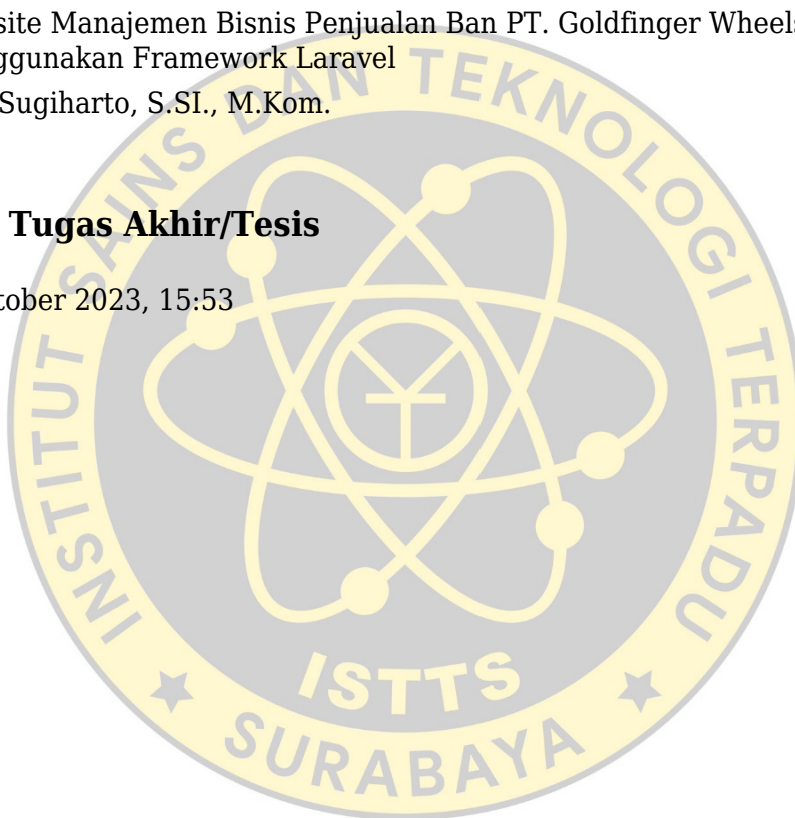 site Manajemen Bisnis Penjualan Ban PT. Goldfinger Wheels
ggunakan Framework Laravel
Sugiharto, S.SI., M.Kom.
Tugas Akhir/Tesis
tober 2023, 15:53
INSTITUT SAINS DAN TEKNOLOGI TERPADU
ISTTS
SURABAYA